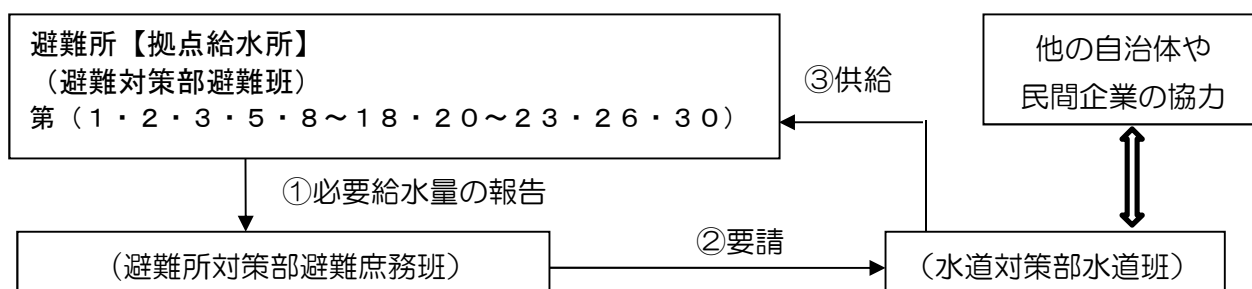 避難所【拠点給水所】
（避難対策部避難班）
第（１・２・３・５・８～１８・２０～２３・２６・３０）
③供給
他の自治体や
民間企業の協力
①必要給水量の報告
②要請
（避難所対策部避難庶務班）
（水道対策部水道班）